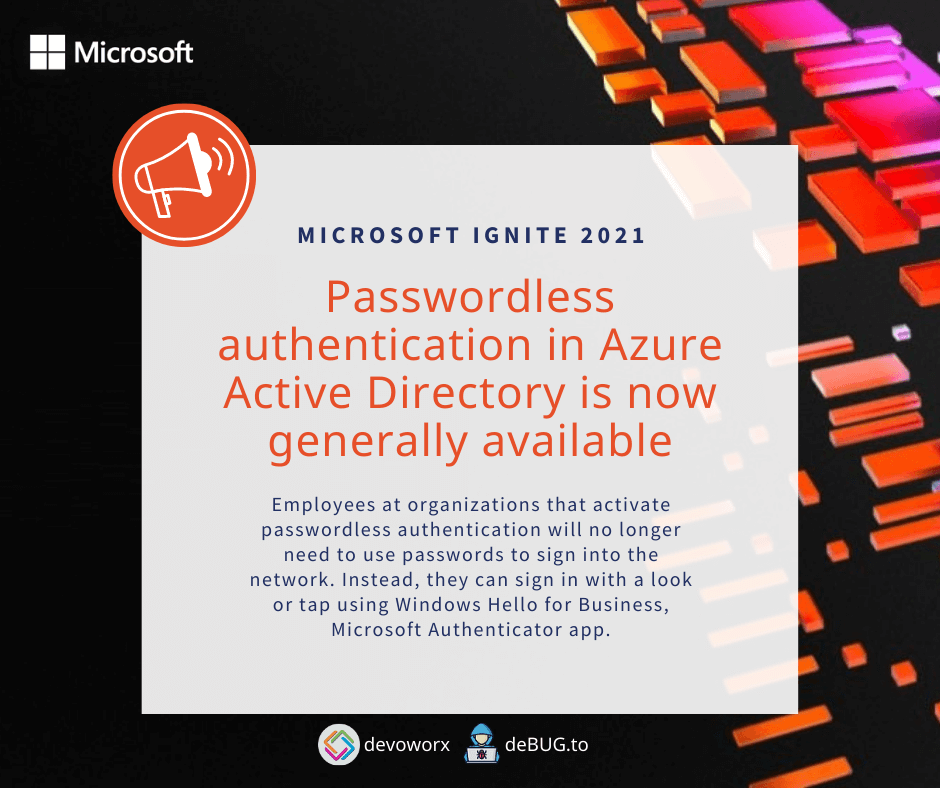 Microsoft
MICROSOFT IGNITE 2021
Passwordless
authentication in Azure
Active Directory is now
generally available
Employees at organizations that activate
passwordless authentication will no longer
need to use passwords to sign into the
network. Instead, they can sign in with a look
or tap using Windows Hello for Business,
Microsoft Authenticator app.
devoworx deBUG.to